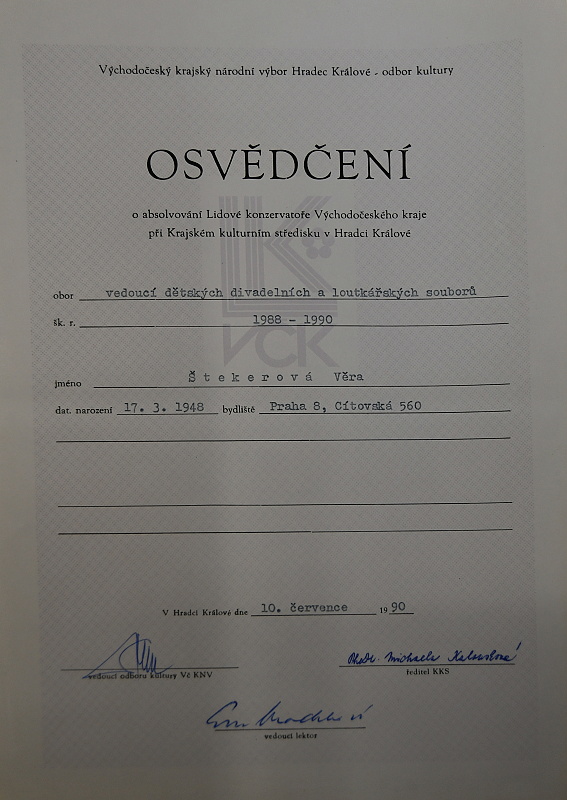 Východočeský krajský národní výbor Hradec Králové - odbor kultury
OSVĚDČENÍ
o absolvování Lidové konzervatoře Východočeského kraje
při Krajském kulturním středisku v Hradci Králové
obor vedoucí dětských divadelních a loutkářských souborů
šk. r. 1988 - 1990
VČK
jméno Štekerová Věra
dat. narození 17. 3. 1948 bydliště Praha 8, Cítovská 560
V Hradci Králové dne 10. července 1990
PhDr. Michaela
vedoucí odboru kultury Vč KNV
ředitel KKS
vedoucí lektor